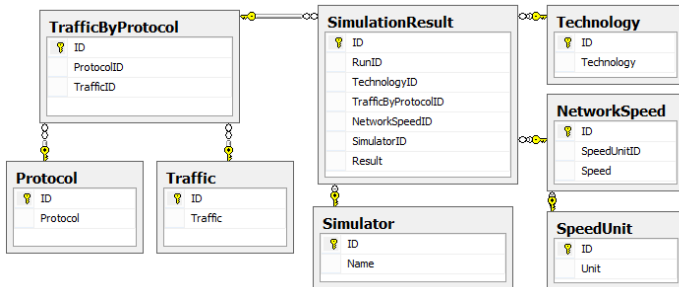 TrafficByProtocol
ID
ProtocolID
TrafficID
SimulationResult
ID
RunID
TechnologyID
TrafficByProtocolID
NetworkSpeedID
SimulatorID
Result
Technology
ID
Technology
NetworkSpeed
ID
SpeedUnitID
Speed
Protocol
ID
Protocol
Traffic
ID
Traffic
Simulator
ID
Name
SpeedUnit
ID
Unit